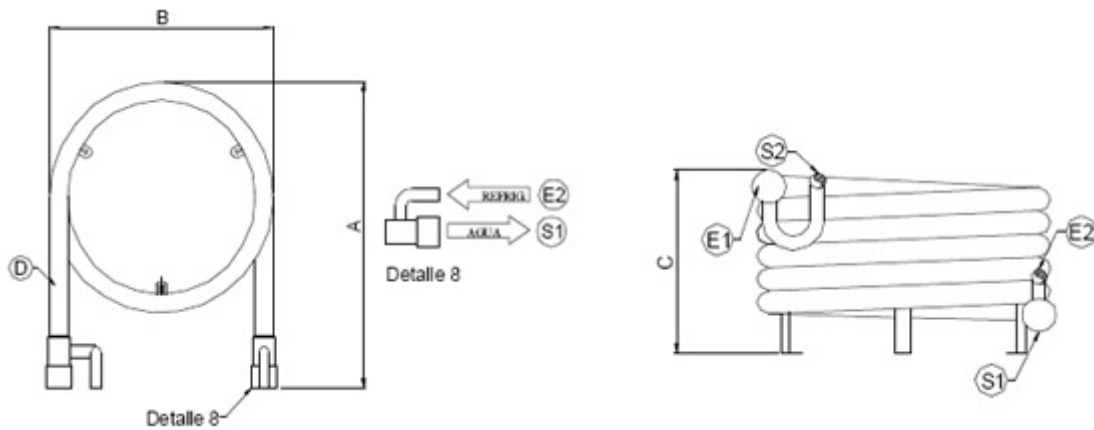 B
A
D
Detalle 8
REFRIG.
E2
AGUA
S1
Detalle 8
S2
E1
C
E2
S1